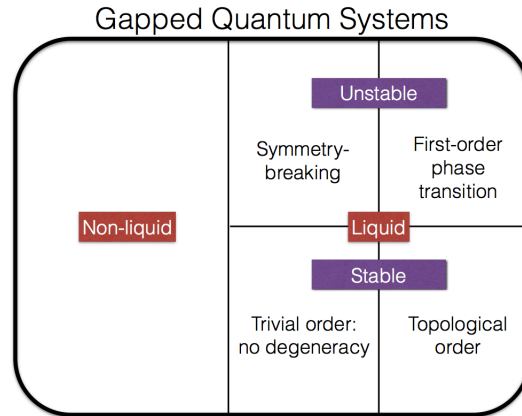 Gapped Quantum Systems
Unstable
Symmetry-
breaking
First-order
phase
transition
Non-liquid
Liquid
Stable
Trivial order:
no degeneracy
Topological
order